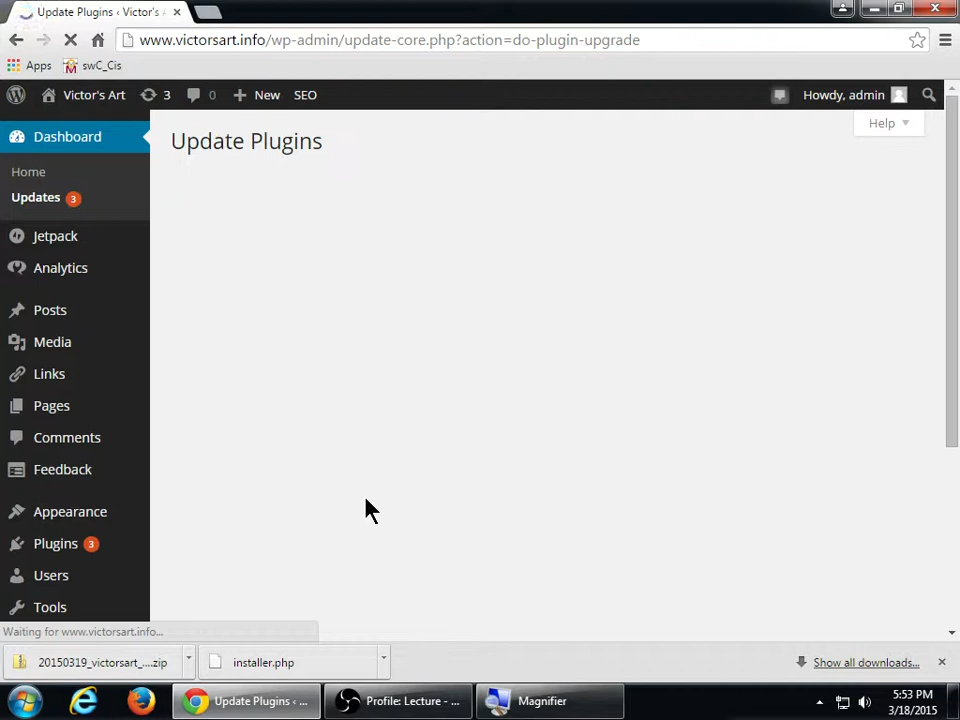 Update Plugins ‹ Victor's A
www.victorsart.info/wp-admin/update-core.php?action=do-plugin-upgrade
Apps
swC_Cis
Victor's Art
3
0
New
SEO
Howdy, admin
Dashboard
Update Plugins
Help
Home
Updates 3
Jetpack
Analytics
Posts
Media
Links
Pages
Comments
Feedback
Appearance
Plugins 3
Users
Tools
Waiting for www.victorsart.info...
20150319_victorsart_....zip
installer.php
Show all downloads...
Update Plugins ‹ ...
Profile: Lecture - ...
Magnifier
5:53 PM
3/18/2015